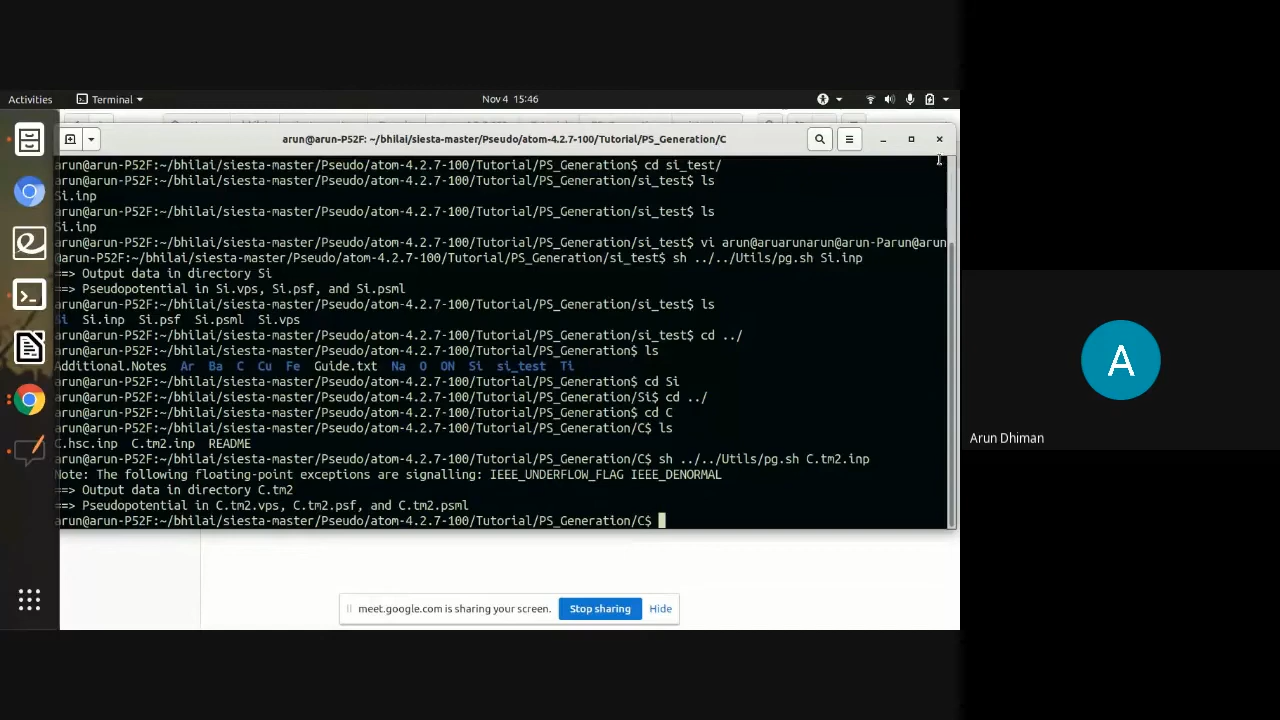 Activities Terminal Nov 4 15:46
arun@arun-P52F: ~/bhilai/siesta-master/Pseudo/atom-4.2.7-100/Tutorial/PS_Generation/C
arun@arun-P52F:~/bhilai/siesta-master/Pseudo/atom-4.2.7-100/Tutorial/PS_Generation$ cd si_test/
arun@arun-P52F:~/bhilai/siesta-master/Pseudo/atom-4.2.7-100/Tutorial/PS_Generation/si_test$ ls
Si.inp
arun@arun-P52F:~/bhilai/siesta-master/Pseudo/atom-4.2.7-100/Tutorial/PS_Generation/si_test$ ls
Si.inp
arun@arun-P52F:~/bhilai/siesta-master/Pseudo/atom-4.2.7-100/Tutorial/PS_Generation/si_test$ vi arun@aruarunarun@arun-Parun@arun
arun@arun-P52F:~/bhilai/siesta-master/Pseudo/atom-4.2.7-100/Tutorial/PS_Generation/si_test$ sh ../../Utils/pg.sh Si.inp
==> Output data in directory Si
==> Pseudopotential in Si.vps, Si.psf, and Si.psml
arun@arun-P52F:~/bhilai/siesta-master/Pseudo/atom-4.2.7-100/Tutorial/PS_Generation/si_test$ ls
Si Si.inp Si.psf Si.psml Si.vps
arun@arun-P52F:~/bhilai/siesta-master/Pseudo/atom-4.2.7-100/Tutorial/PS_Generation/si_test$ cd ../
arun@arun-P52F:~/bhilai/siesta-master/Pseudo/atom-4.2.7-100/Tutorial/PS_Generation$ ls
Additional.Notes Ar Ba C Cu Fe Guide.txt Na O ON Si si_test Ti
arun@arun-P52F:~/bhilai/siesta-master/Pseudo/atom-4.2.7-100/Tutorial/PS_Generation$ cd Si
arun@arun-P52F:~/bhilai/siesta-master/Pseudo/atom-4.2.7-100/Tutorial/PS_Generation/Si$ cd ../
arun@arun-P52F:~/bhilai/siesta-master/Pseudo/atom-4.2.7-100/Tutorial/PS_Generation$ cd C
arun@arun-P52F:~/bhilai/siesta-master/Pseudo/atom-4.2.7-100/Tutorial/PS_Generation/C$ ls
C.hsc.inp C.tm2.inp README
arun@arun-P52F:~/bhilai/siesta-master/Pseudo/atom-4.2.7-100/Tutorial/PS_Generation/C$ sh ../../Utils/pg.sh C.tm2.inp
Note: The following floating-point exceptions are signalling: IEEE_UNDERFLOW_FLAG IEEE_DENORMAL
==> Output data in directory C.tm2
==> Pseudopotential in C.tm2.vps, C.tm2.psf, and C.tm2.psml
arun@arun-P52F:~/bhilai/siesta-master/Pseudo/atom-4.2.7-100/Tutorial/PS_Generation/C$
A
Arun Dhiman
meet.google.com is sharing your screen. Stop sharing Hide